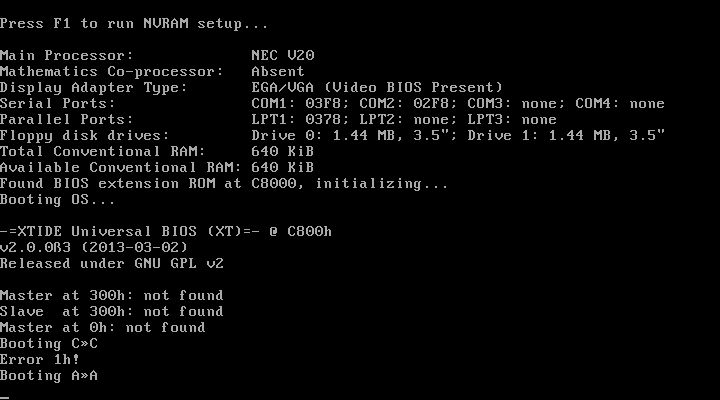 Press F1 to run NVRAM setup...
Main Processor: NEC V20
Mathematics Co-processor: Absent
Display Adapter Type: EGA/VGA (Video BIOS Present)
Serial Ports: COM1: 03F8; COM2: 02F8; COM3: none; COM4: none
Parallel Ports: LPT1: 0378; LPT2: none; LPT3: none
Floppy disk drives: Drive 0: 1.44 MB, 3.5"; Drive 1: 1.44 MB, 3.5"
Total Conventional RAM: 640 KiB
Available Conventional RAM: 640 KiB
Found BIOS extension ROM at C8000, initializing...
Booting OS...
-=XTIDE Universal BIOS (XT)=- @ C800h
v2.0.0ß3 (2013-03-02)
Released under GNU GPL v2
Master at 300h: not found
Slave  at 300h: not found
Master at 0h: not found
Booting C»C
Error 1h!
Booting A»A
_